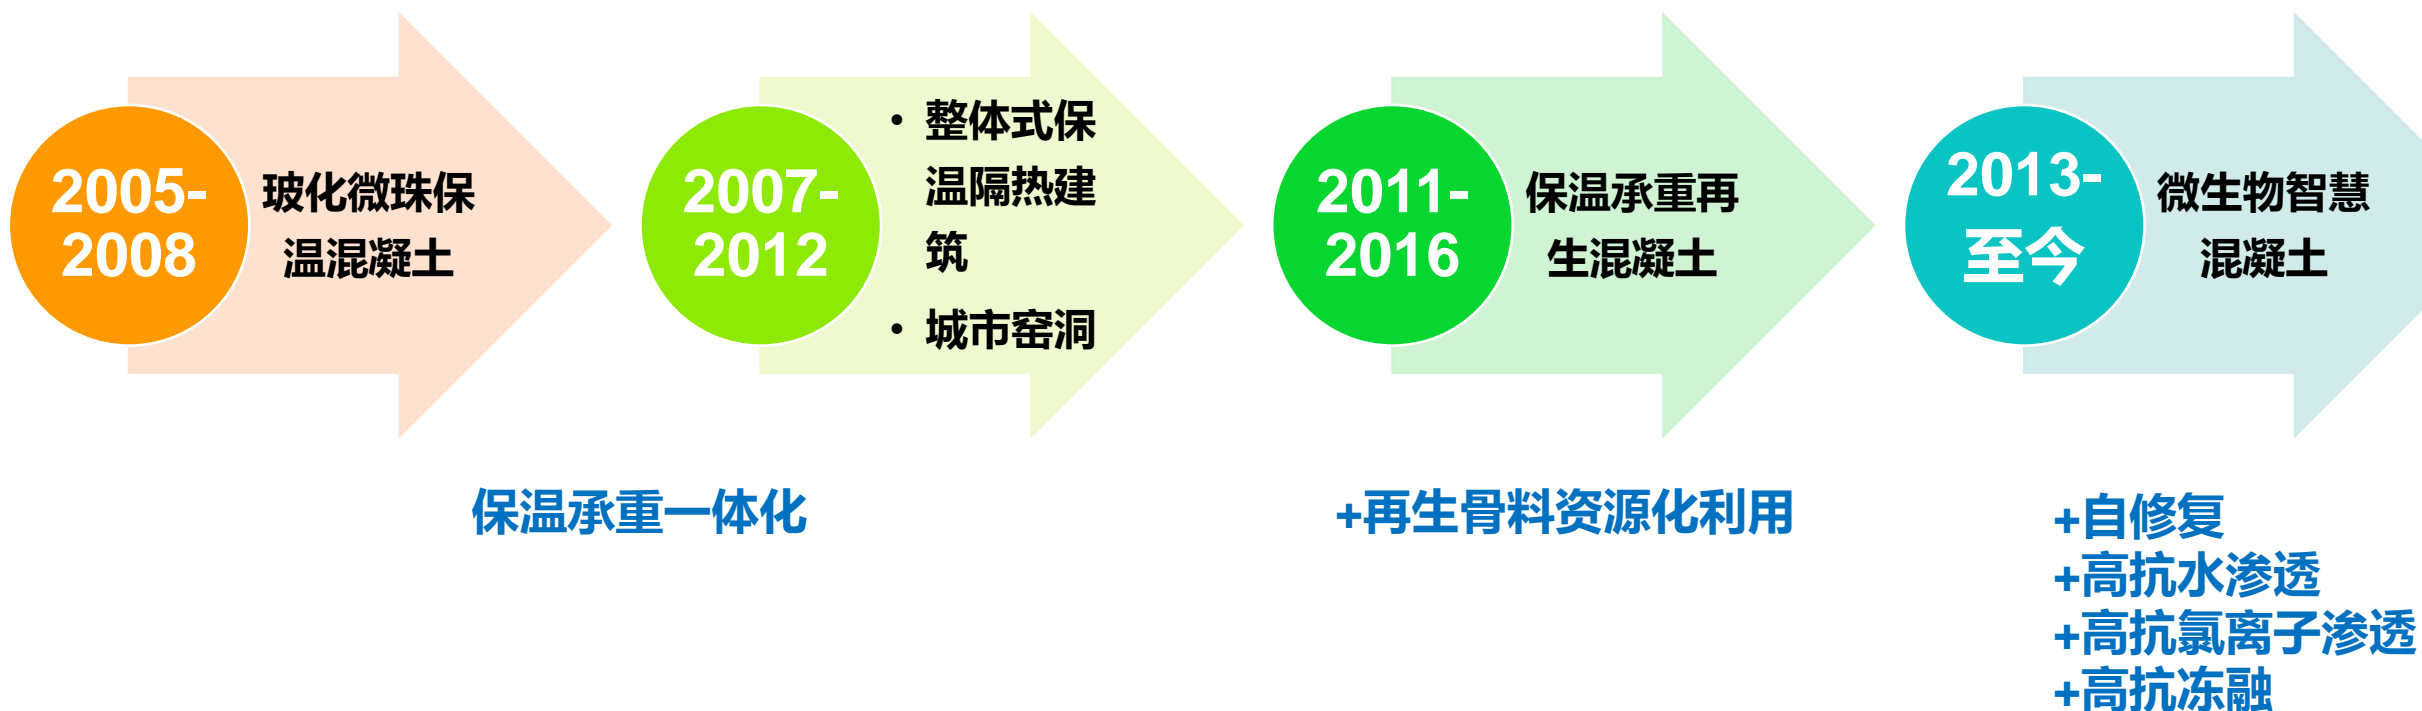 2005-
2008
玻化微珠保
温混凝土
2007-
2012
• 整体式保
温隔热建
筑
• 城市窑洞
2011-
2016
保温承重再
生混凝土
2013-
至今
微生物智慧
混凝土
保温承重一体化
+再生骨料资源化利用
+自修复
+高抗水渗透
+高抗氯离子渗透
+高抗冻融